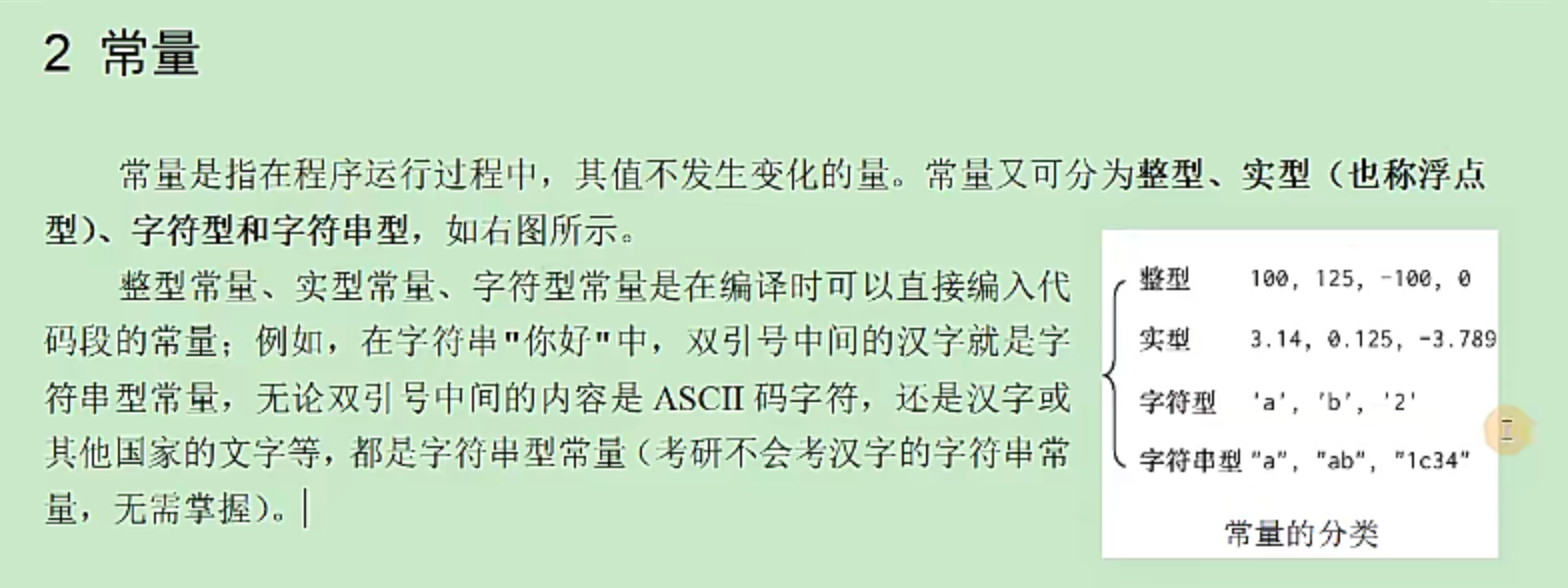 2 常量
常量是指在程序运行过程中，其值不发生变化的量。常量又可分为整型、实型（也称浮点
型）、字符型和字符串型，如右图所示。
整型常量、实型常量、字符型常量是在编译时可以直接编入代
码段的常量；例如，在字符串"你好"中，双引号中间的汉字就是字
符串型常量，无论双引号中间的内容是 ASCII 码字符，还是汉字或
其他国家的文字等，都是字符串型常量（考研不会考汉字的字符串常
量，无需掌握）。
整型 100, 125, -100, 0
实型 3.14, 0.125, -3.789
字符型 'a', 'b', '2'
字符串型 "a", "ab", "1c34"
常量的分类